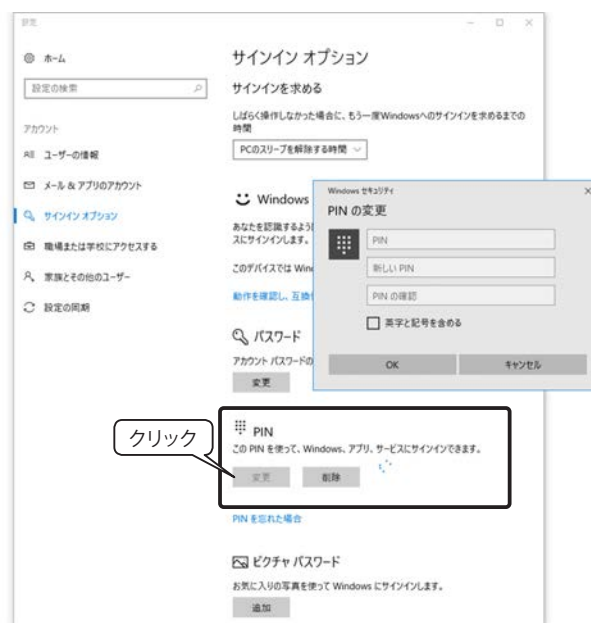 設定
ホーム
設定の検索
アカウント
ユーザーの情報
メール & アプリのアカウント
サインイン オプション
職場または学校にアクセスする
家族とその他のユーザー
設定の同期
サインイン オプション
サインインを求める
しばらく操作しなかった場合に、もう一度Windowsへのサインインを求めるまでの
時間
PCのスリープを解除する時間
Windows
あなたを認識するよう
スにサインインします。
このデバイスでは Win
動作を確認し、互換
パスワード
アカウント パスワードの
変更
Windows セキュリティ
PIN の変更
PIN
新しい PIN
PIN の確認
英字と記号を含める
OK
キャンセル
クリック
PIN
この PIN を使って、Windows、アプリ、サービスにサインインできます。
変更
削除
PIN を忘れた場合
ピクチャ パスワード
お気に入りの写真を使って Windows にサインインします。
追加